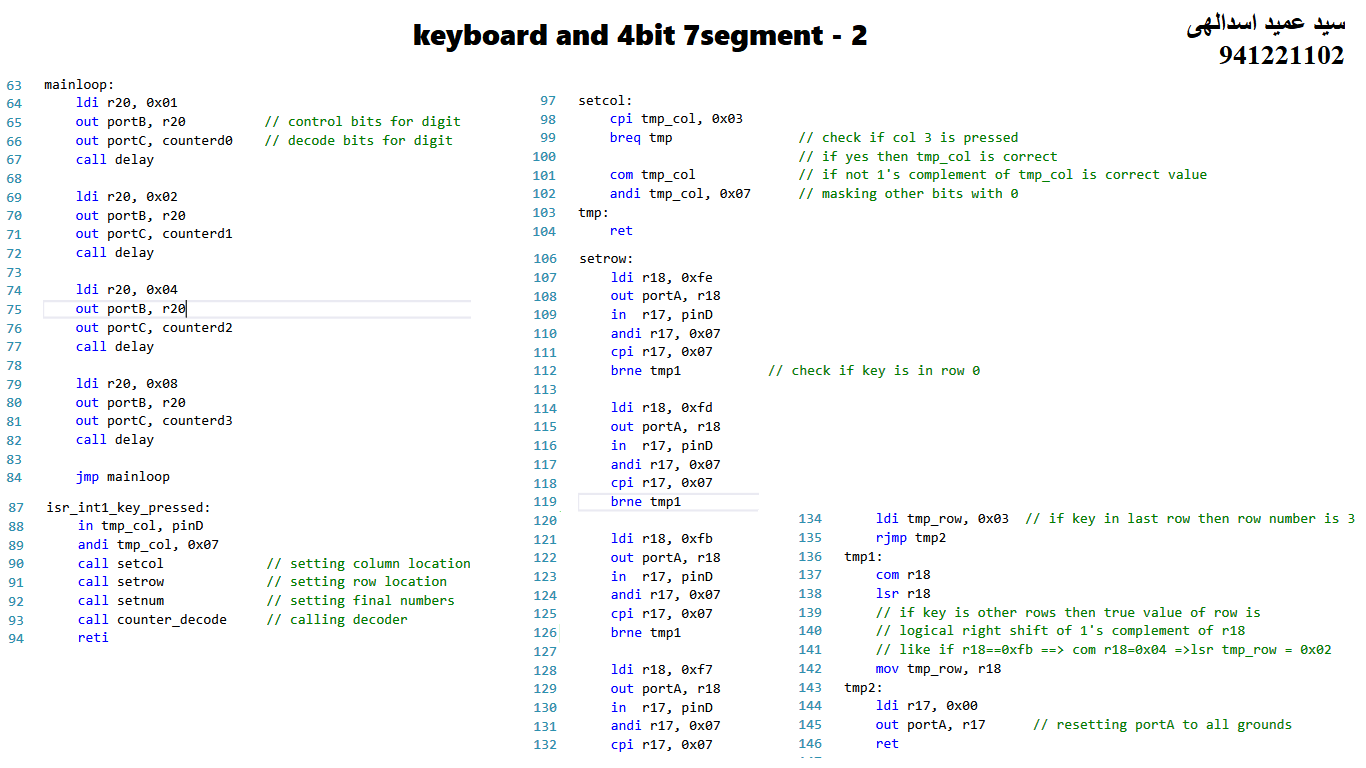 keyboard and 4bit 7segment - 2
سید عمید اسدالهی
941221102
63 mainloop:
64 ldi r20, 0x01
65 out portB, r20 // control bits for digit
66 out portC, counterd0 // decode bits for digit
67 call delay
68
69 ldi r20, 0x02
70 out portB, r20
71 out portC, counterd1
72 call delay
73
74 ldi r20, 0x04
75 out portB, r20
76 out portC, counterd2
77 call delay
78
79 ldi r20, 0x08
80 out portB, r20
81 out portC, counterd3
82 call delay
83
84 jmp mainloop
87 isr_int1_key_pressed:
88 in tmp_col, pinD
89 andi tmp_col, 0x07
90 call setcol // setting column location
91 call setrow // setting row location
92 call setnum // setting final numbers
93 call counter_decode // calling decoder
94 reti
97 setcol:
98 cpi tmp_col, 0x03
99 breq tmp // check if col 3 is pressed
100 // if yes then tmp_col is correct
101 com tmp_col // if not 1's complement of tmp_col is correct value
102 andi tmp_col, 0x07 // masking other bits with 0
103 tmp:
104 ret
106 setrow:
107 ldi r18, 0xfe
108 out portA, r18
109 in r17, pinD
110 andi r17, 0x07
111 cpi r17, 0x07
112 brne tmp1 // check if key is in row 0
113
114 ldi r18, 0xfd
115 out portA, r18
116 in r17, pinD
117 andi r17, 0x07
118 cpi r17, 0x07
119 brne tmp1
120
121 ldi r18, 0xfb
122 out portA, r18
123 in r17, pinD
124 andi r17, 0x07
125 cpi r17, 0x07
126 brne tmp1
127
128 ldi r18, 0xf7
129 out portA, r18
130 in r17, pinD
131 andi r17, 0x07
132 cpi r17, 0x07
134 ldi tmp_row, 0x03 // if key in last row then row number is 3
135 rjmp tmp2
136 tmp1:
137 com r18
138 lsr r18
139 // if key is other rows then true value of row is
140 // logical right shift of 1's complement of r18
141 // like if r18==0xfb ==> com r18=0x04 =>lsr tmp_row = 0x02
142 mov tmp_row, r18
143 tmp2:
144 ldi r17, 0x00
145 out portA, r17 // resetting portA to all grounds
146 ret